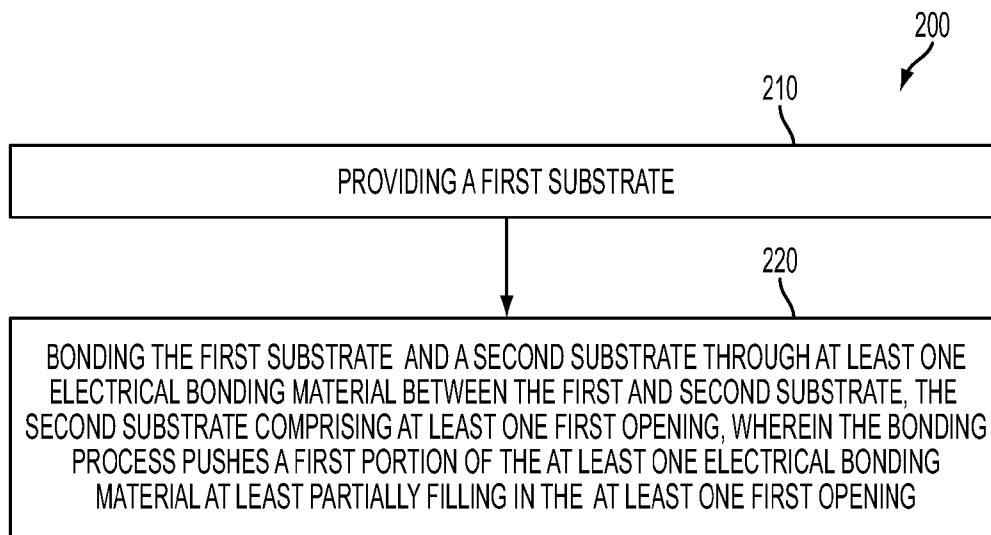 200
210
PROVIDING A FIRST SUBSTRATE
220
BONDING THE FIRST SUBSTRATE AND A SECOND SUBSTRATE THROUGH AT LEAST ONE
ELECTRICAL BONDING MATERIAL BETWEEN THE FIRST AND SECOND SUBSTRATE, THE
SECOND SUBSTRATE COMPRISING AT LEAST ONE FIRST OPENING, WHEREIN THE BONDING
PROCESS PUSHES A FIRST PORTION OF THE AT LEAST ONE ELECTRICAL BONDING
MATERIAL AT LEAST PARTIALLY FILLING IN THE AT LEAST ONE FIRST OPENING